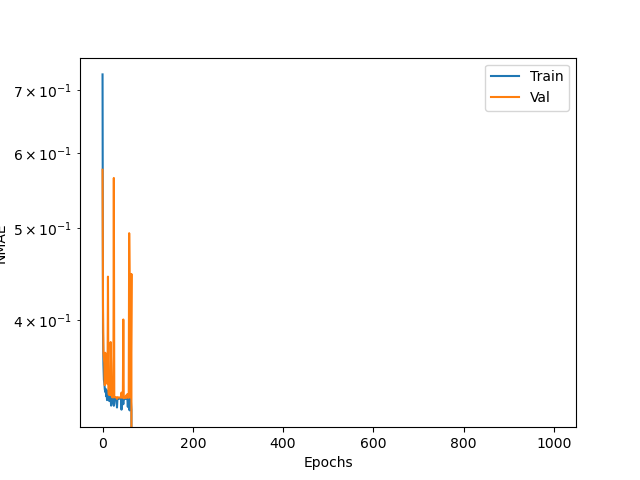 7 × 10⁻¹
6 × 10⁻¹
5 × 10⁻¹
4 × 10⁻¹
NMAE
0 200 400 600 800 1000
Epochs
Train
Val